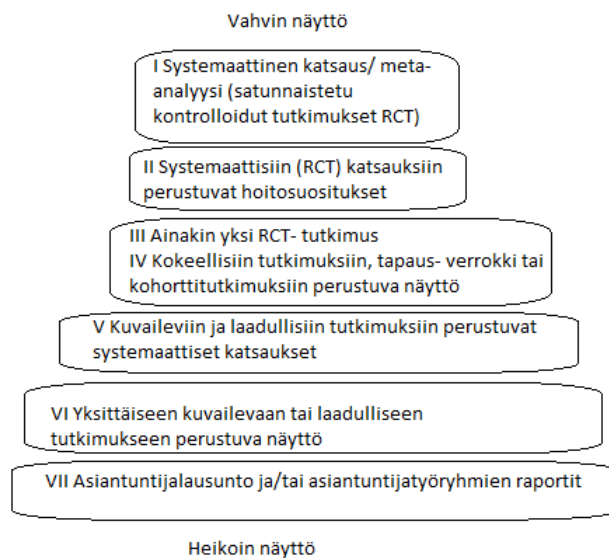 Vahvin näyttö
I Systemaattinen katsaus/ meta-
analyysi (satunnaistetu
kontrolloidut tutkimukset RCT)
II Systemaattisiin (RCT) katsauksiin
perustuvat hoitosuositukset
III Ainakin yksi RCT- tutkimus
IV Kokeellisiin tutkimuksiin, tapaus- verrokki tai
kohorttitutkimuksiin perustuva näyttö
V Kuvaileviin ja laadullisiin tutkimuksiin perustuvat
systemaattiset katsaukset
VI Yksittäiseen kuvailevaan tai laadulliseen
tutkimukseen perustuva näyttö
VII Asiantuntijalausunto ja/tai asiantuntijatyöryhmien raportit
Heikoin näyttö